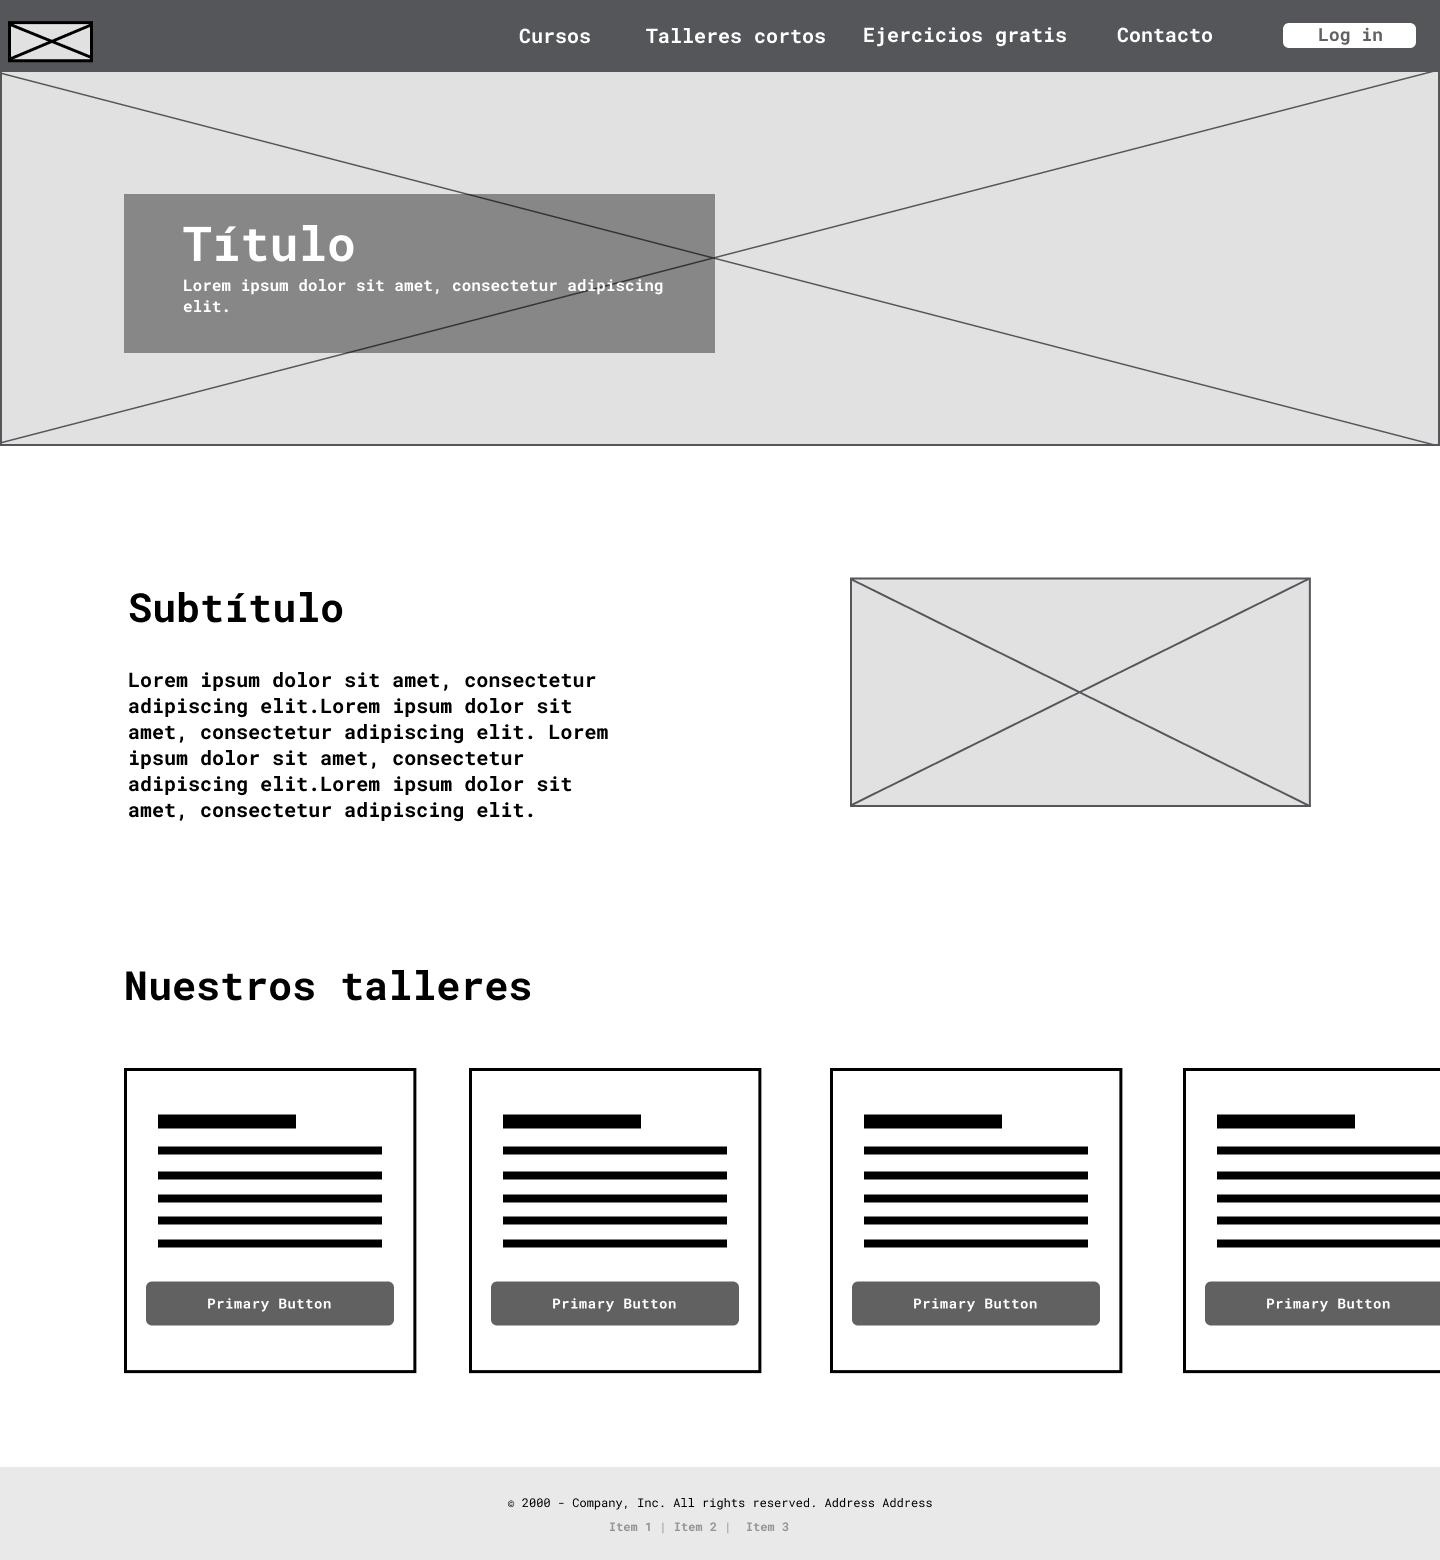 Cursos Talleres cortos Ejercicios gratis Contacto Log in
Título
Lorem ipsum dolor sit amet, consectetur adipiscing
elit.
Subtítulo
Lorem ipsum dolor sit amet, consectetur
adipiscing elit.Lorem ipsum dolor sit
amet, consectetur adipiscing elit. Lorem
ipsum dolor sit amet, consectetur
adipiscing elit.Lorem ipsum dolor sit
amet, consectetur adipiscing elit.
Nuestros talleres
Primary Button Primary Button Primary Button Primary Button
© 2000 - Company, Inc. All rights reserved. Address Address
Item 1 | Item 2 | Item 3